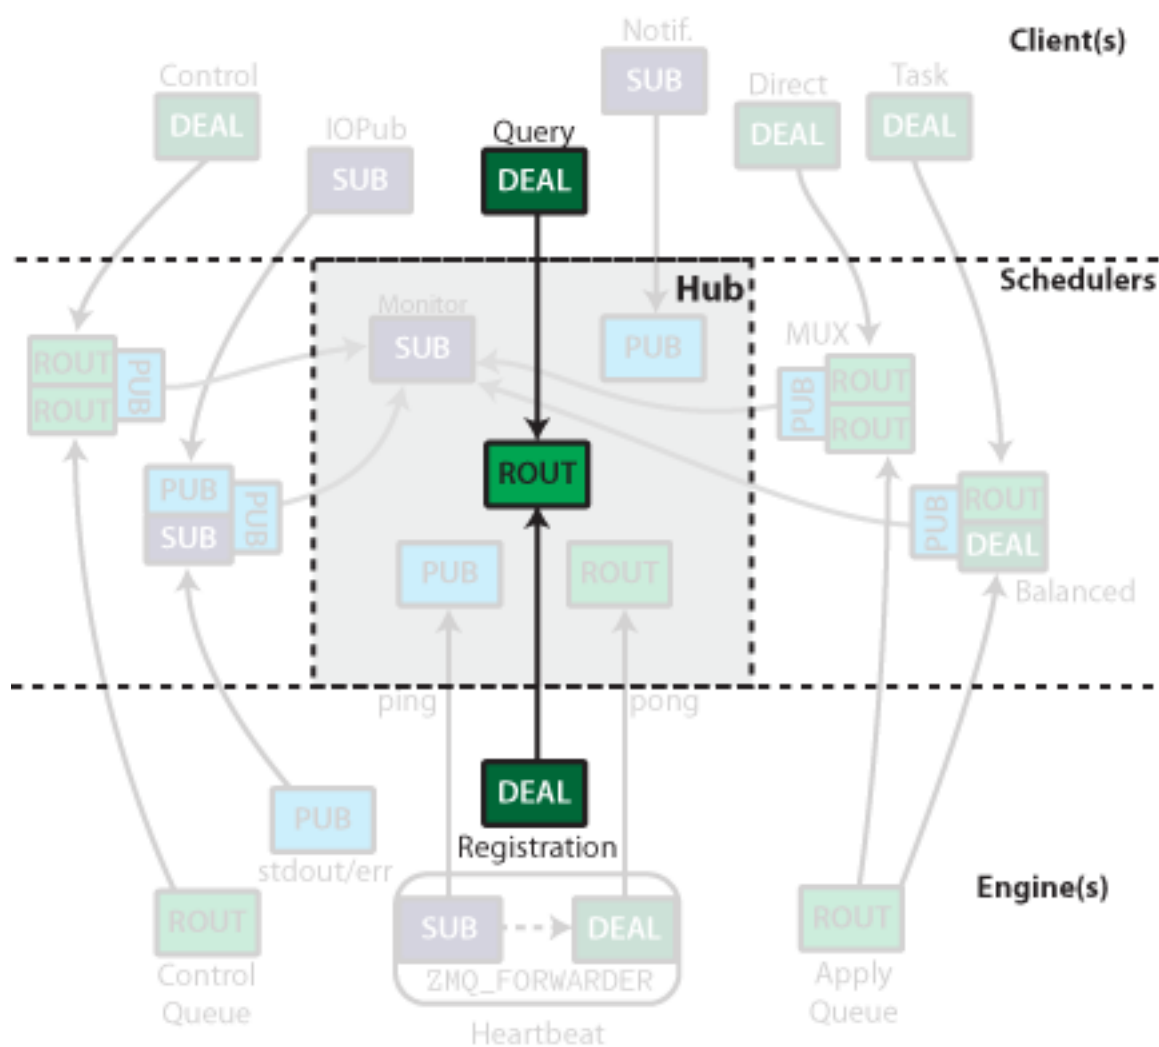 Notif.
Client(s)
Control
SUB
Direct
Task
DEAL
IOPub
Query
DEAL
DEAL
SUB
DEAL
Hub
Schedulers
Monitor
SUB
PUB
MUX
ROUT
ROUT
PUB
PUB
ROUT
ROUT
PUB
SUB
PUB
ROUT
PUB
ROUT
DEAL
PUB
ROUT
Balanced
ping
pong
DEAL
PUB
Registration
stdout/err
Engine(s)
ROUT
SUB
DEAL
ROUT
Control
Queue
ZMQ_FORWARDER
Apply
Queue
Heartbeat